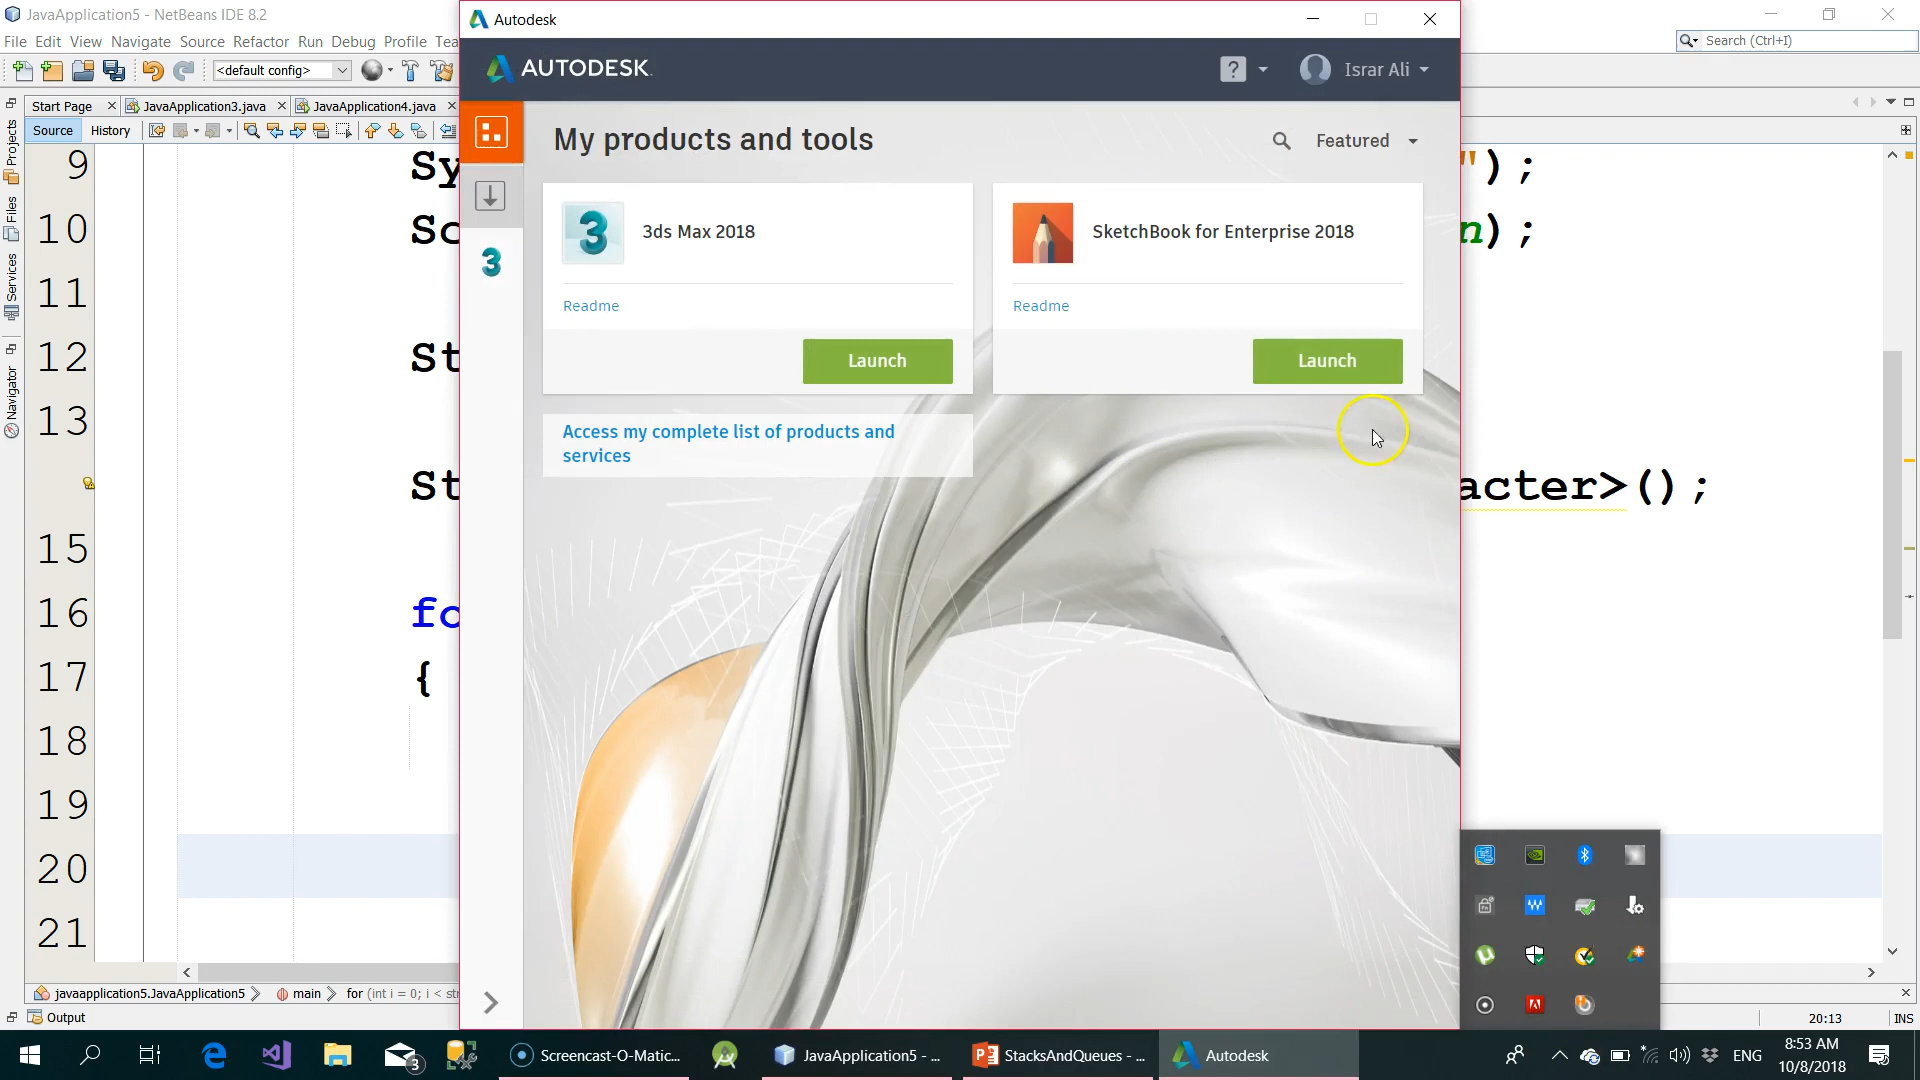 JavaApplication5 - NetBeans IDE 8.2
File Edit View Navigate Source Refactor Run Debug Profile Tea
Search (Ctrl+I)
<default config>
Start Page
JavaApplication3.java
JavaApplication4.java
Source
History
Projects
Files
Services
Navigator
9
10
11
12
13
15
16
17
18
19
20
21
Sy
Sc
St
St
fo
{
");
n);
acter>();
Autodesk
AUTODESK
Israr Ali
My products and tools
Featured
3ds Max 2018
Readme
Launch
SketchBook for Enterprise 2018
Readme
Launch
Access my complete list of products and
services
javaapplication5.JavaApplication5
main
for (int i = 0; i < str
Output
20:13
INS
3
Screencast-O-Matic...
JavaApplication5 - ...
StacksAndQueues - ...
Autodesk
ENG
8:53 AM
10/8/2018